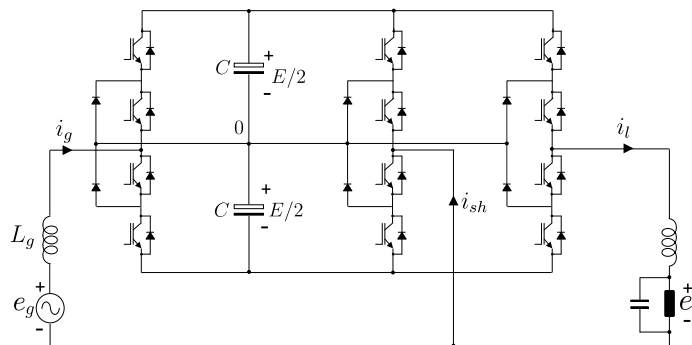 C
+
E/2
-
0
i_g
i_l
C
+
E/2
-
i_sh
L_g
+
e_g
-
+
e
-